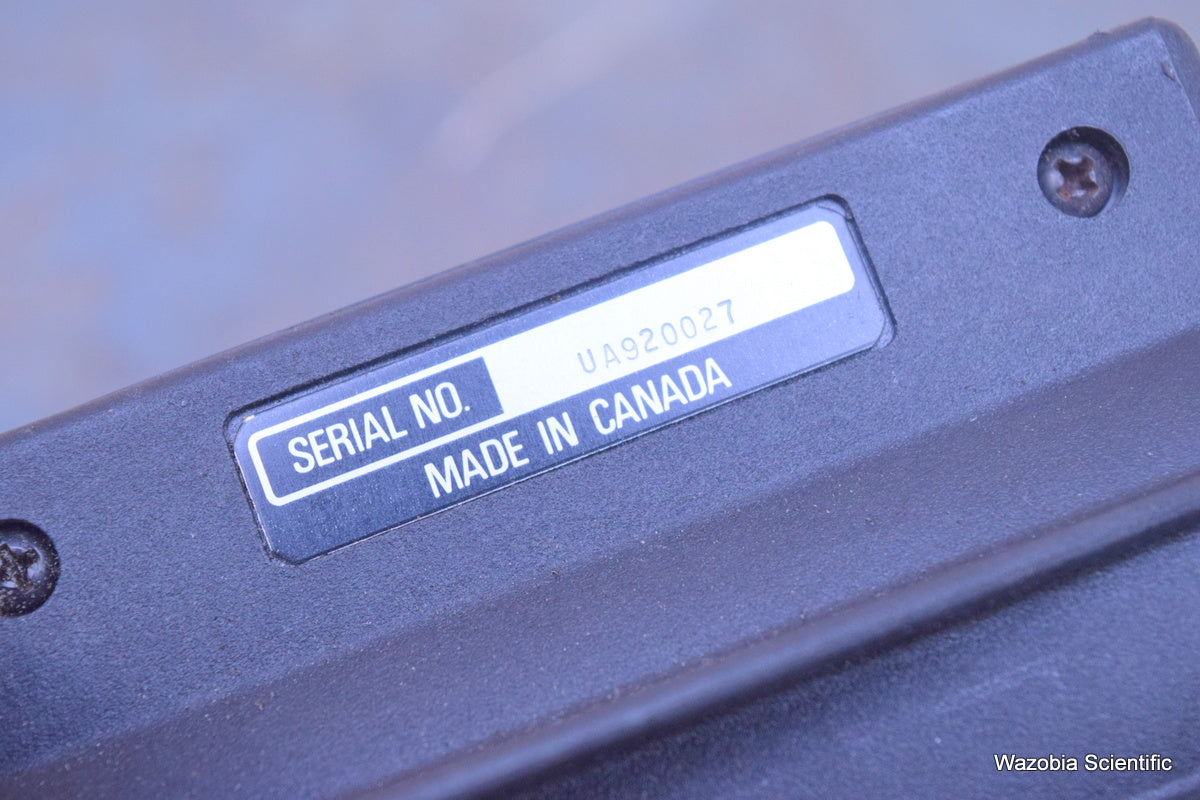 SERIAL NO. UA920027
MADE IN CANADA
Wazobia Scientific